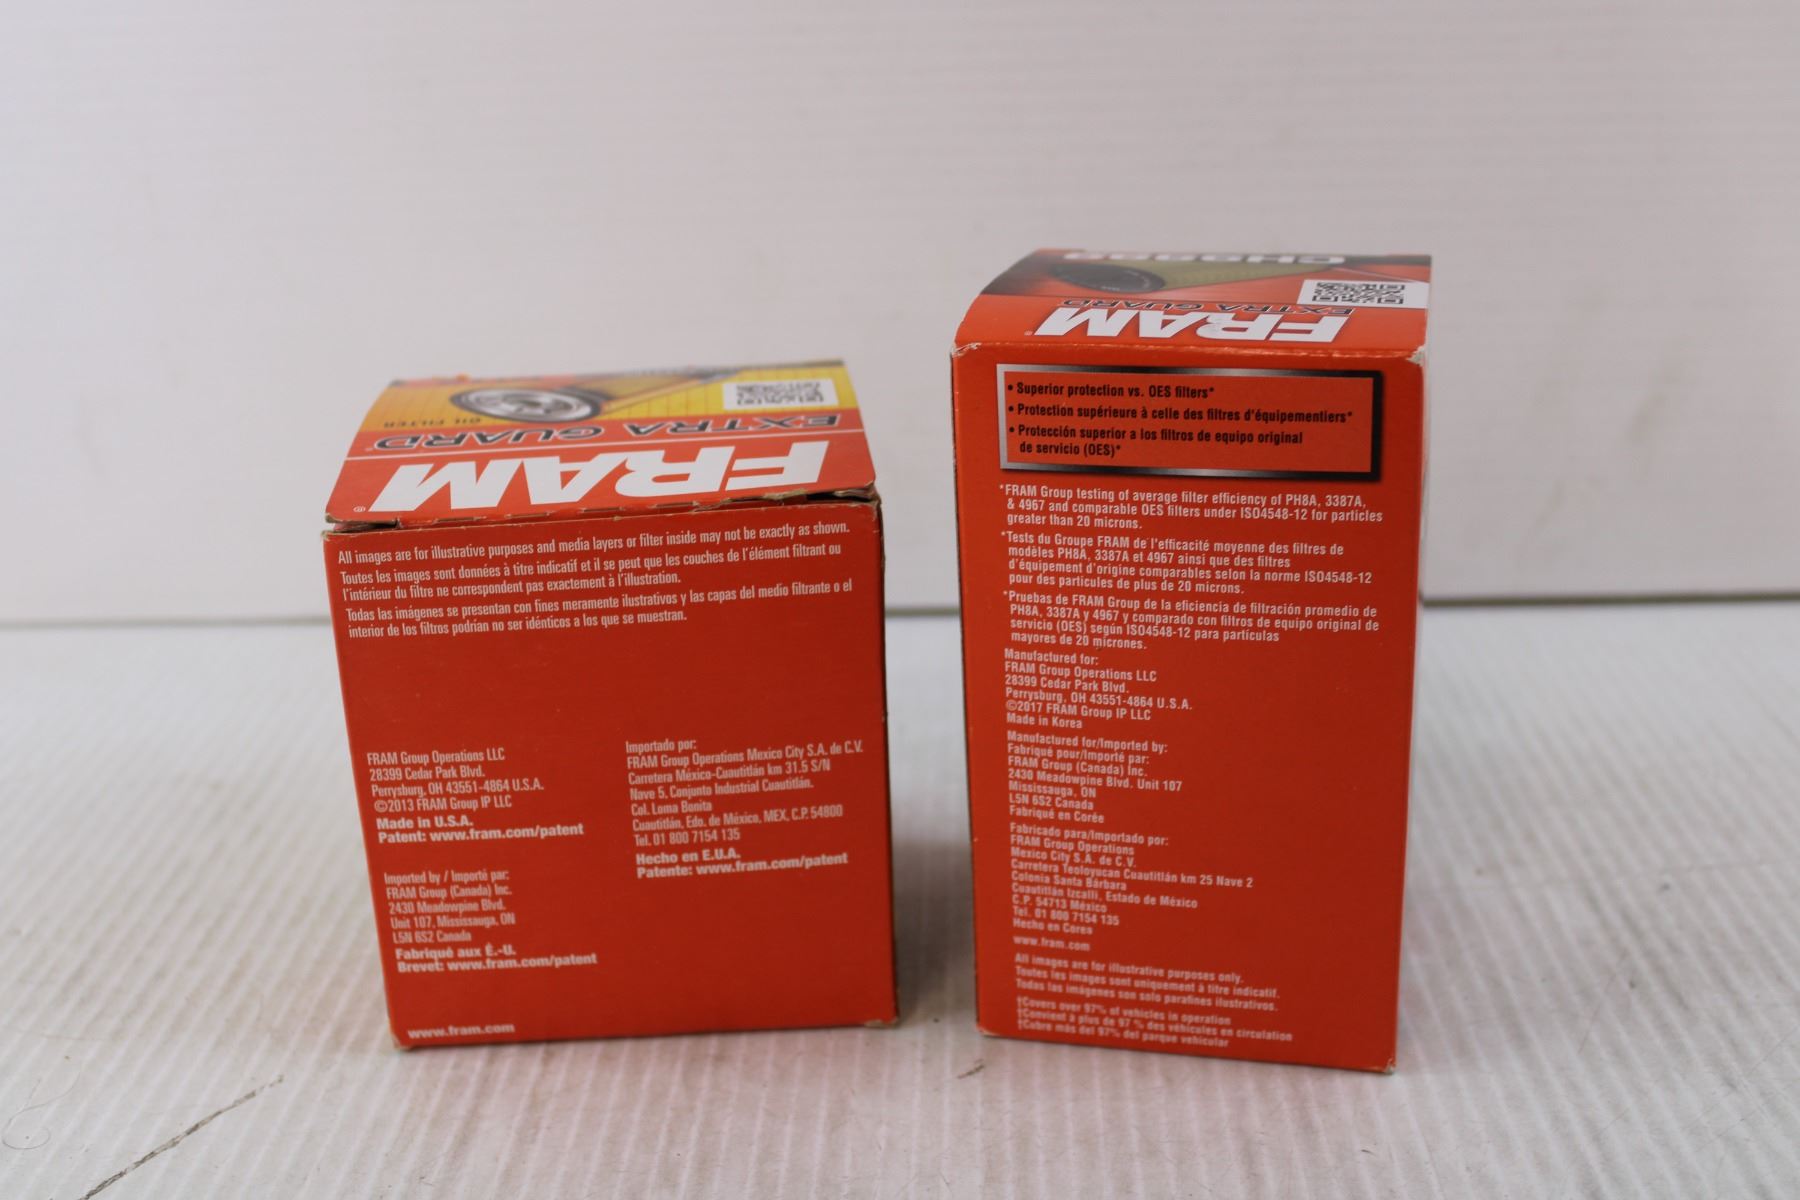 OIL FILTER
EXTRA GUARD
FRAM®
All images are for illustrative purposes and media layers or filter inside may not be exactly as shown.
Toutes les images sont données à titre indicatif et il se peut que les couches de l'élément filtrant ou
l'intérieur du filtre ne correspondent pas exactement à l'illustration.
Todas las imágenes se presentan con fines meramente ilustrativos y las capas del medio filtrante o el
interior de los filtros podrían no ser idénticos a los que se muestran.
FRAM Group Operations LLC
28399 Cedar Park Blvd.
Perrysburg, OH 43551-4864 U.S.A.
©2013 FRAM Group IP LLC
Made in U.S.A.
Patent: www.fram.com/patent
Imported by / Importé par:
FRAM Group (Canada) Inc.
2430 Meadowpine Blvd.
Unit 107, Mississauga, ON
L5N 6S2 Canada
Fabriqué aux É.-U.
Brevet: www.fram.com/patent
www.fram.com
Importado por:
FRAM Group Operations Mexico City S.A. de C.V.
Carretera México-Cuautitlán km 31.5 S/N
Nave 5, Conjunto Industrial Cuautitlán.
Col. Loma Bonita
Cuautitlán, Edo. de México, MEX, C.P. 54800
Tel. 01 800 7154 135
Hecho en E.U.A.
Patente: www.fram.com/patent
EXTRA GUARD
FRAM®
• Superior protection vs. OES filters*
• Protection supérieure à celle des filtres d'équipementiers*
• Protección superior a los filtros de equipo original
de servicio (OES)*
*FRAM Group testing of average filter efficiency of PH8A, 3387A,
& 4967 and comparable OES filters under ISO4548-12 for particles
greater than 20 microns.
*Tests du Groupe FRAM de l'efficacité moyenne des filtres de
modèles PH8A, 3387A et 4967 ainsi que des filtres
d'équipement d'origine comparables selon la norme ISO4548-12
pour des particules de plus de 20 microns.
*Pruebas de FRAM Group de la eficiencia de filtración promedio de
PH8A, 3387A y 4967 y comparado con filtros de equipo original de
servicio (OES) según ISO4548-12 para partículas
mayores de 20 micrones.
Manufactured for:
FRAM Group Operations LLC
28399 Cedar Park Blvd.
Perrysburg, OH 43551-4864 U.S.A.
©2017 FRAM Group IP LLC
Made in Korea
Manufactured for/Imported by:
Fabriqué pour/Importé par:
FRAM Group (Canada) Inc.
2430 Meadowpine Blvd. Unit 107
Mississauga, ON
L5N 6S2 Canada
Fabriqué en Corée
Fabricado para/Importado por:
FRAM Group Operations
Mexico City S.A. de C.V.
Carretera Teoloyucan Cuautitlán km 25 Nave 2
Colonia Santa Bárbara
Cuautitlán Izcalli, Estado de México
C.P. 54713 México
Tel. 01 800 7154 135
Hecho en Corea
www.fram.com
All images are for illustrative purposes only.
Toutes les images sont uniquement à titre indicatif.
Todas las imágenes son solo parafines ilustrativos.
†Covers over 97% of vehicles in operation
†Convient à plus de 97 % des véhicules en circulation
†Cubre más del 97% del parque vehicular